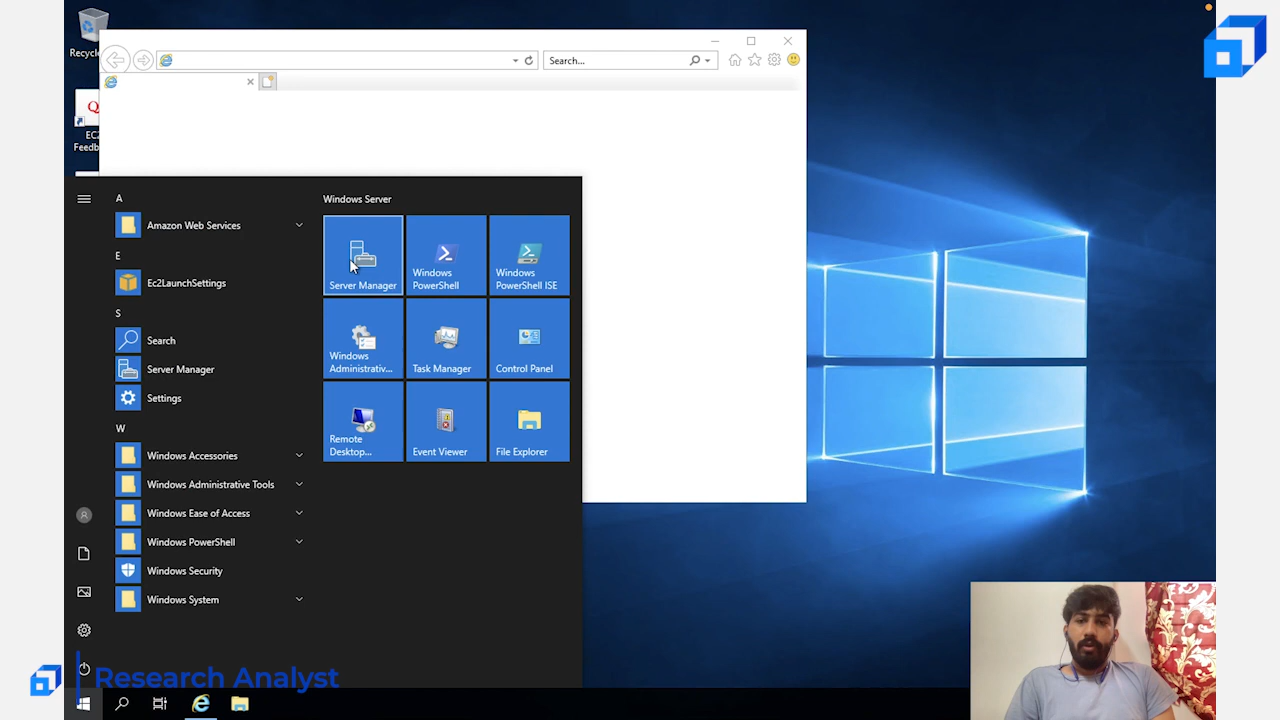 Recycl
Search...
Q
EC2
Feedb
A
Windows Server
Amazon Web Services
E
Ec2LaunchSettings
S
Search
Server Manager
Settings
W
Windows Accessories
Windows Administrative Tools
Windows Ease of Access
Windows PowerShell
Windows Security
Windows System
Server Manager
Windows
PowerShell
Windows
PowerShell ISE
Windows
Administrativ...
Task Manager
Control Panel
Remote
Desktop...
Event Viewer
File Explorer
Research Analyst